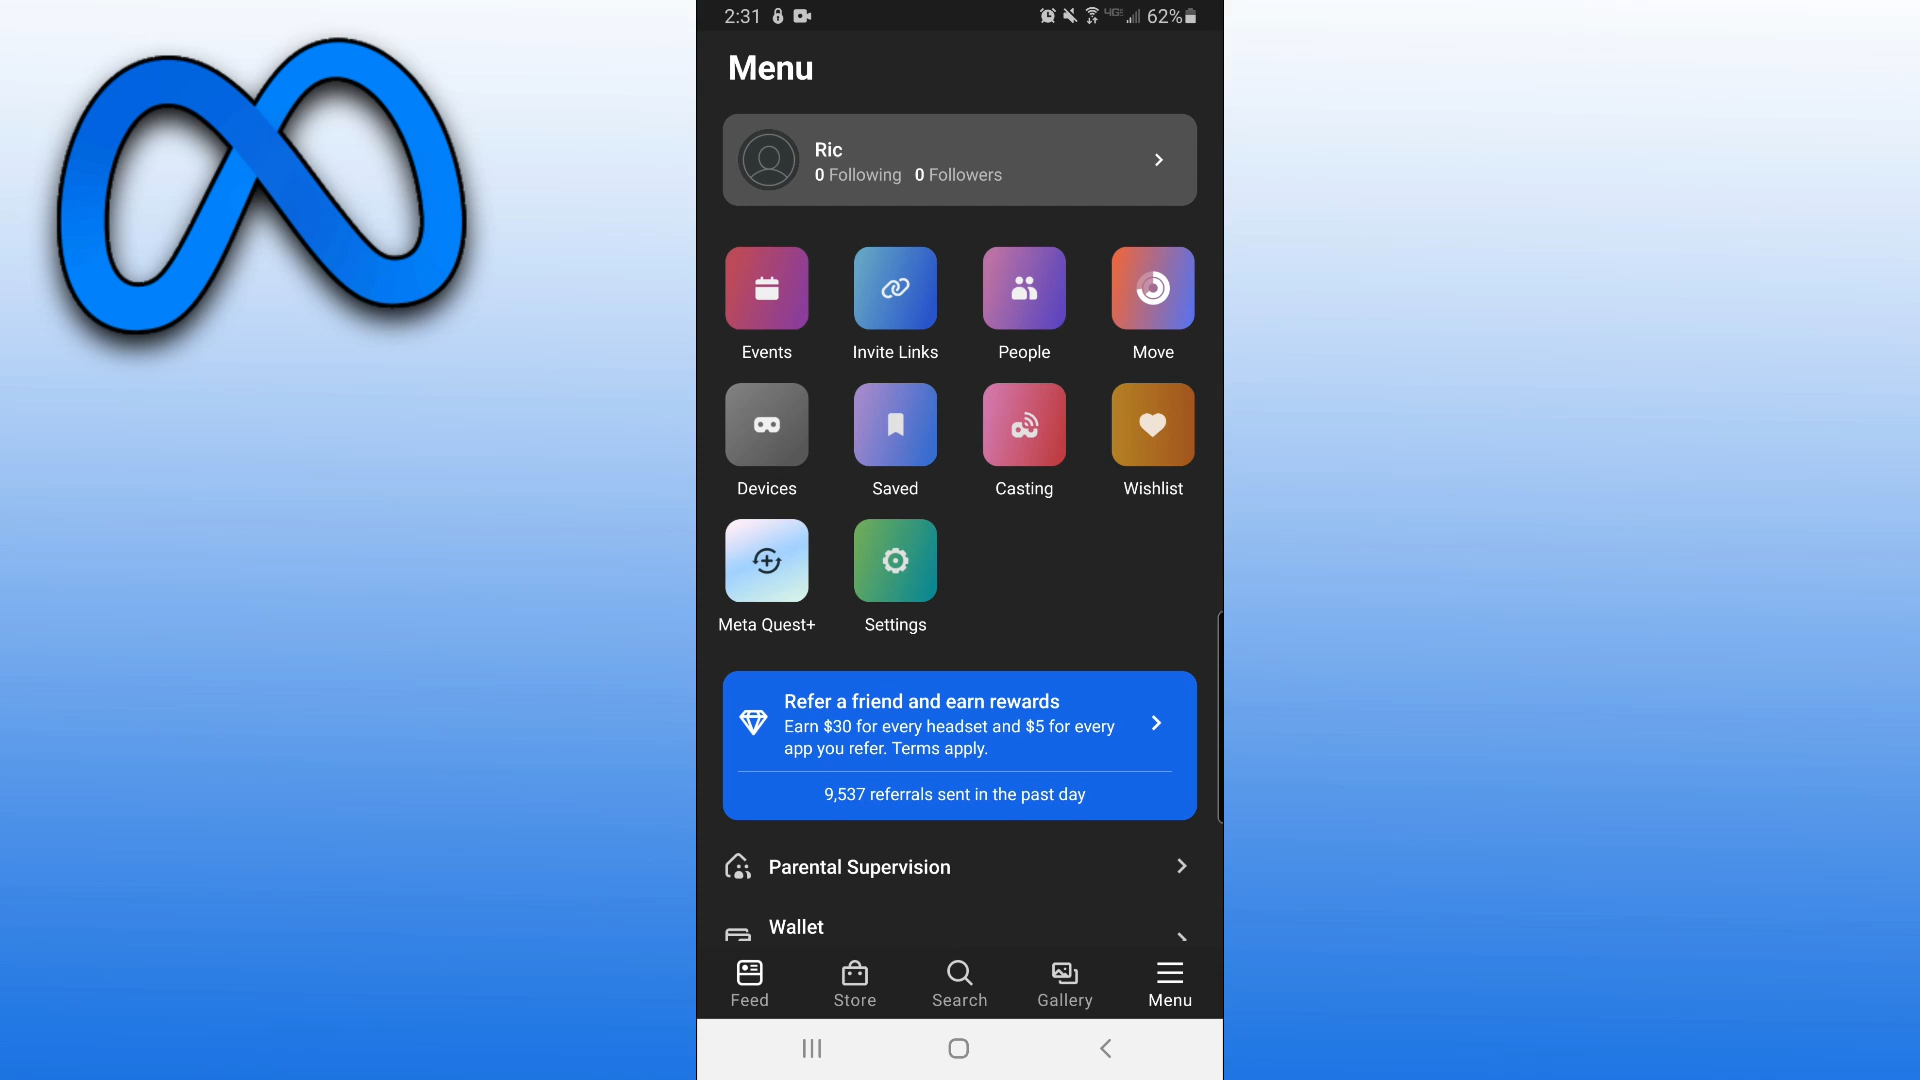 2:31
62%
Menu
Ric
0 Following 0 Followers
Events
Invite Links
People
Move
Devices
Saved
Casting
Wishlist
Meta Quest+
Settings
Refer a friend and earn rewards
Earn $30 for every headset and $5 for every
app you refer. Terms apply.
9,537 referrals sent in the past day
Parental Supervision
Wallet
Feed
Store
Search
Gallery
Menu